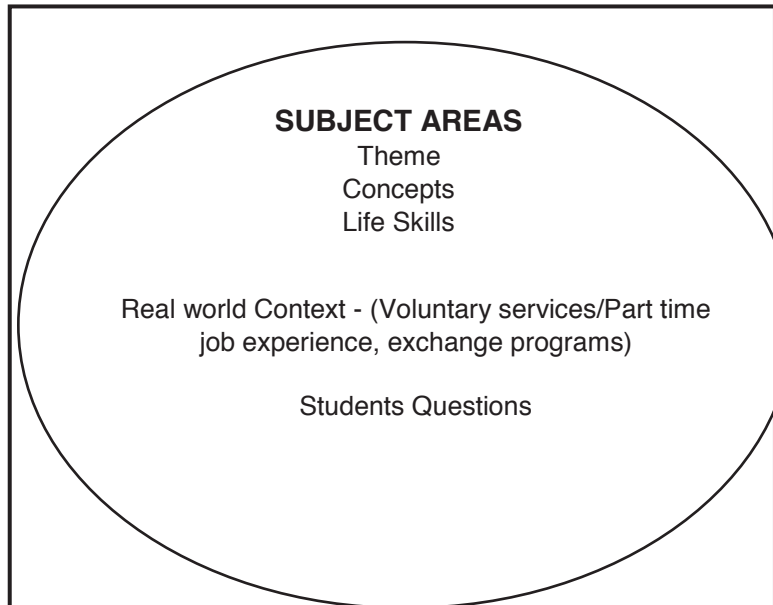 SUBJECT AREAS
Theme
Concepts
Life Skills
Real world Context - (Voluntary services/Part time
job experience, exchange programs)
Students Questions